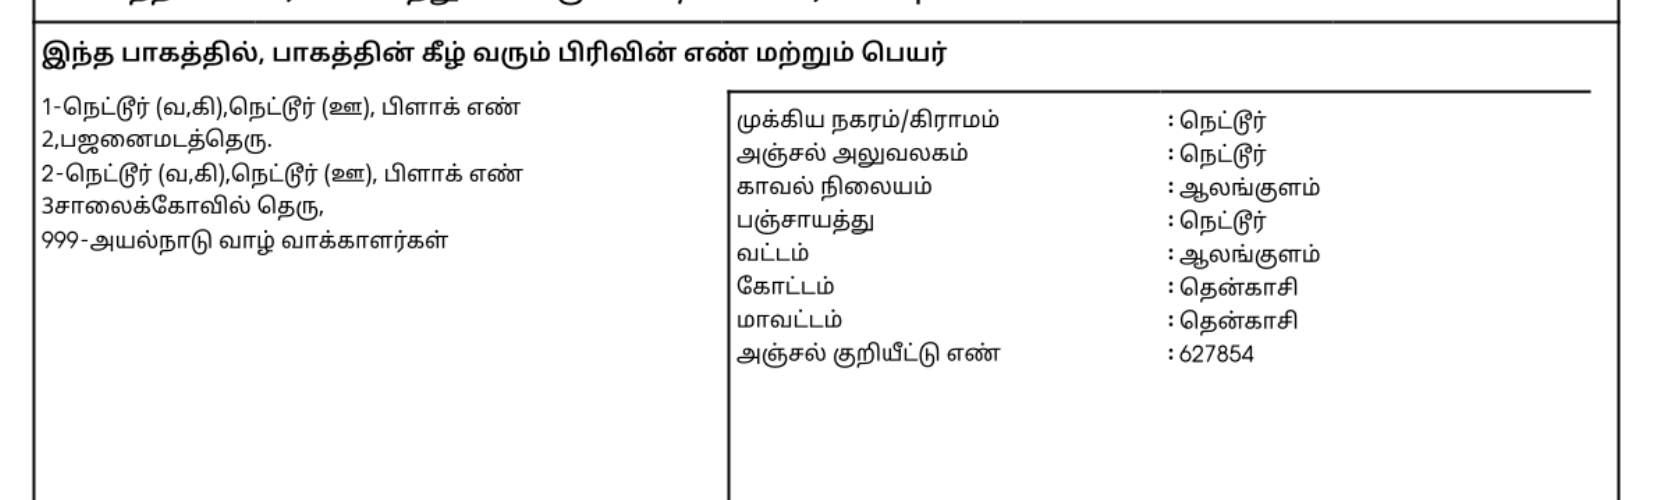 இந்த பாகத்தில், பாகத்தின் கீழ் வரும் பிரிவின் எண் மற்றும் பெயர்
1-நெட்டூர் (வ,கி),நெட்டூர் (ஊ), பிளாக் எண்
2,பஜனைமடத்தெரு.
2-நெட்டூர் (வ,கி),நெட்டூர் (ஊ), பிளாக் எண்
3சாலைக்கோவில் தெரு,
999-அயல்நாடு வாழ் வாக்காளர்கள்
முக்கிய நகரம்/கிராமம் : நெட்டூர்
அஞ்சல் அலுவலகம் : நெட்டூர்
காவல் நிலையம் : ஆலங்குளம்
பஞ்சாயத்து : நெட்டூர்
வட்டம் : ஆலங்குளம்
கோட்டம் : தென்காசி
மாவட்டம் : தென்காசி
அஞ்சல் குறியீட்டு எண் : 627854